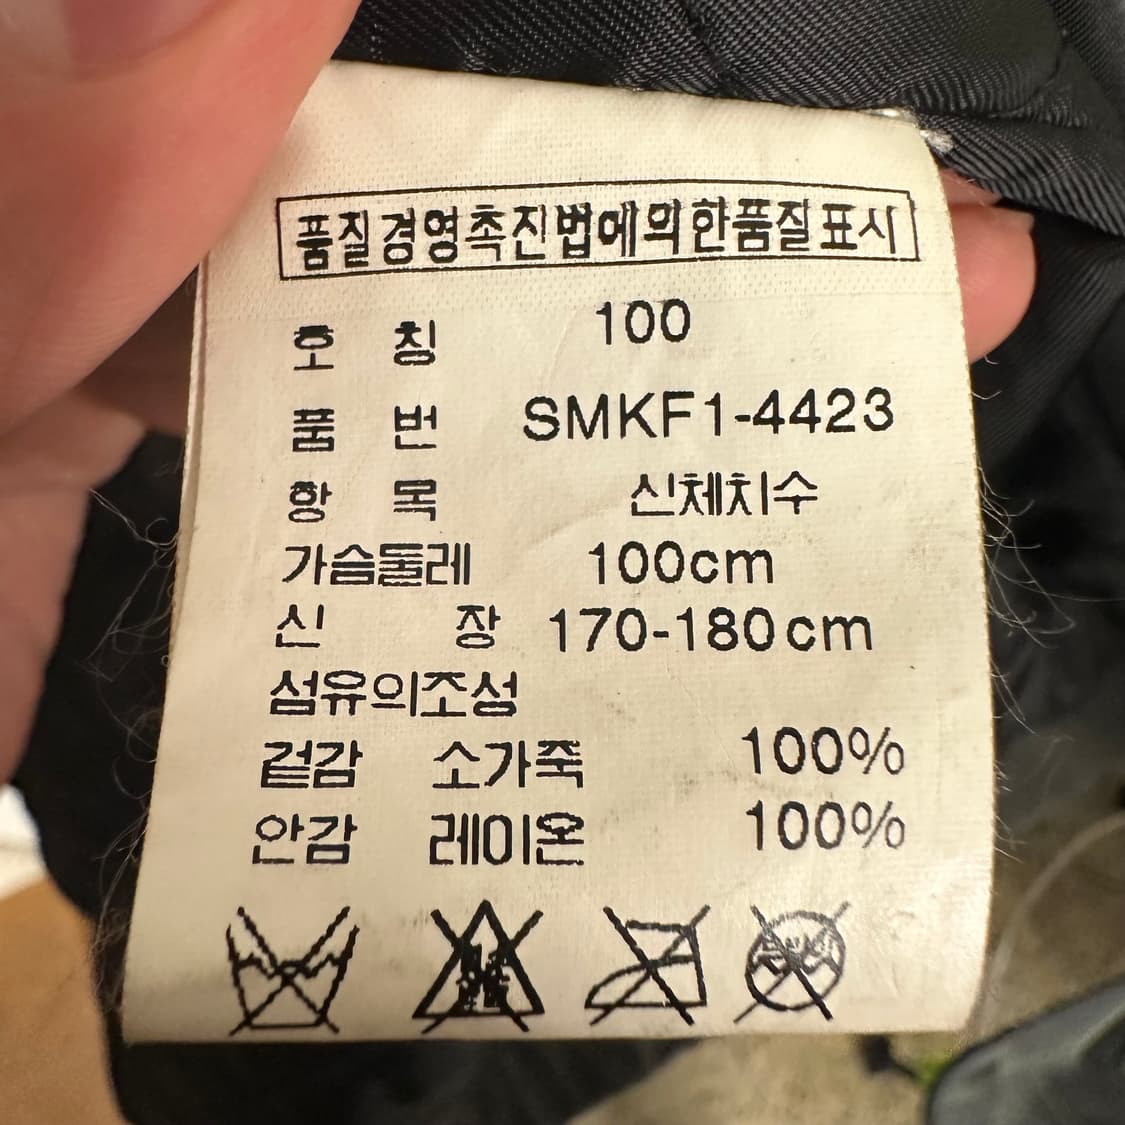 품질경영촉진법에의한품질표시
호 칭 100
품 번 SMKF1-4423
항 목 신체치수
가슴둘레 100cm
신 장 170-180cm
섬유의조성
겉감 소가죽 100%
안감 레이온 100%